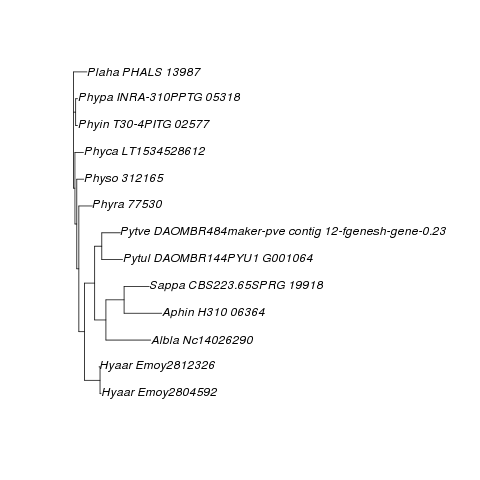 Plaha PHALS 13987
Phypa INRA-310PPTG 05318
Phyin T30-4PITG 02577
Phyca LT1534528612
Physo 312165
Phyra 77530
Pytve DAOMBR484maker-pve contig 12-fgenesh-gene-0.23
Pytul DAOMBR144PYU1 G001064
Sappa CBS223.65SPRG 19918
Aphin H310 06364
Albla Nc14026290
Hyaar Emoy2812326
Hyaar Emoy2804592